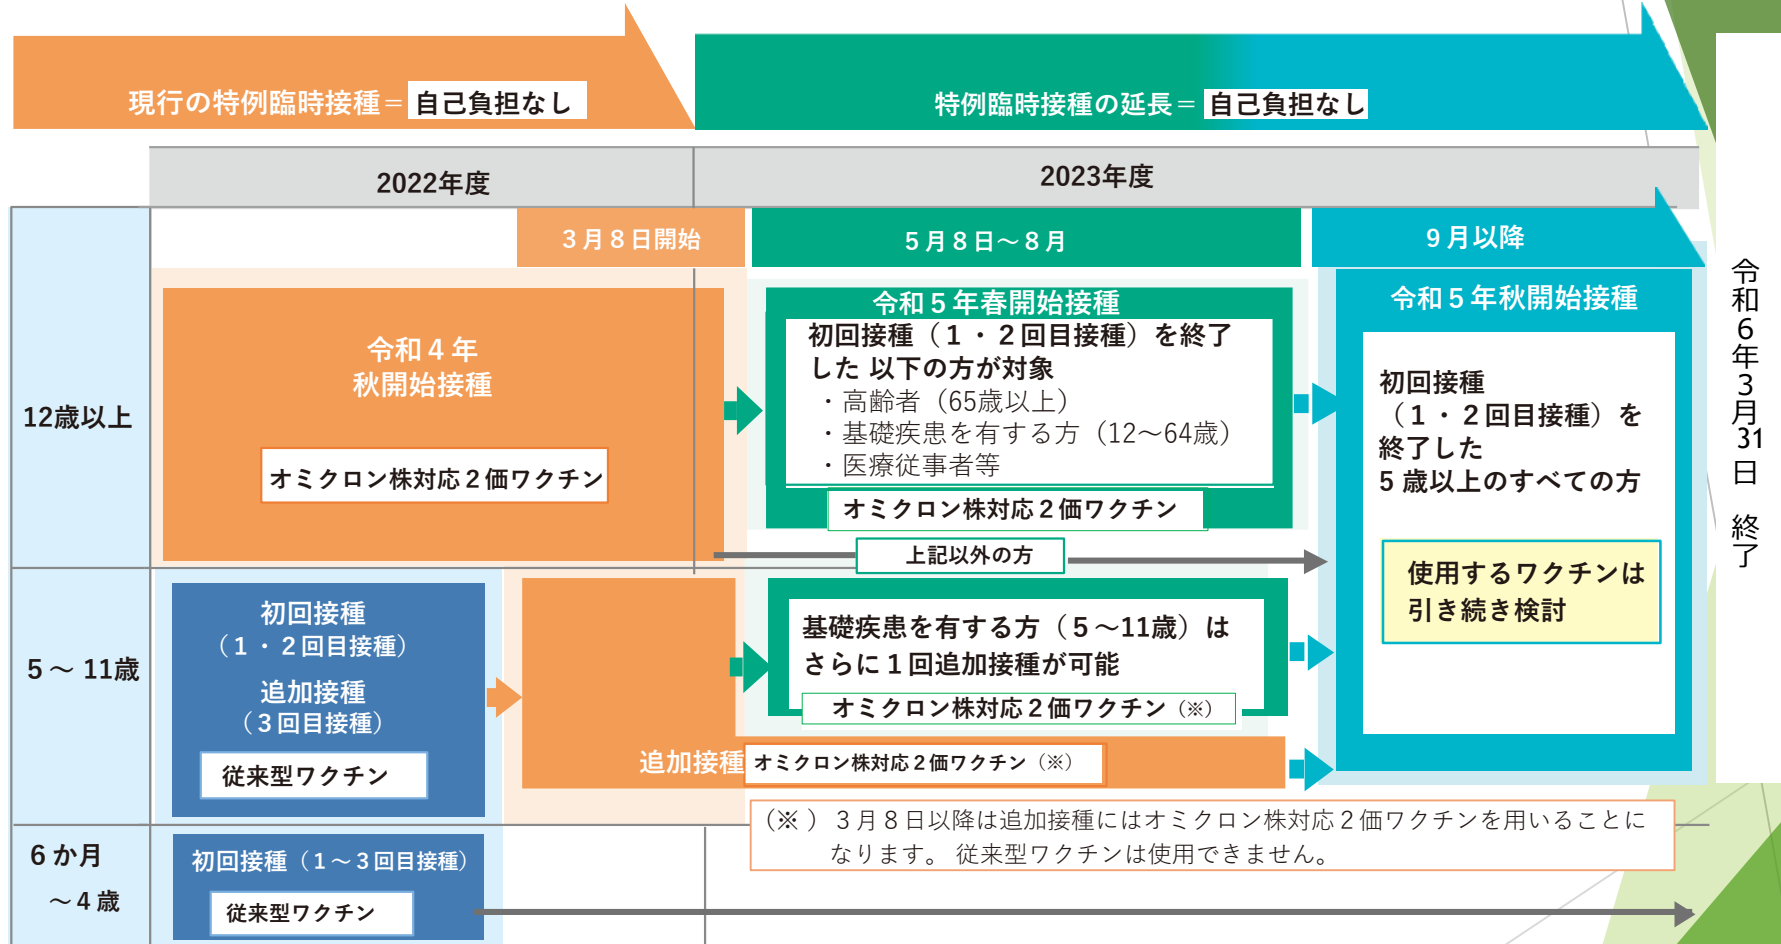 現行の特例臨時接種＝ 自己負担なし
特例臨時接種の延長＝ 自己負担なし
2022年度
2023年度
３月８日開始
５月８日～８月
９月以降
12歳以上
令和４年
秋開始接種
オミクロン株対応２価ワクチン
令和５年春開始接種
初回接種（１・２回目接種）を終了
した 以下の方が対象
・高齢者（65歳以上）
・基礎疾患を有する方（12～64歳）
・医療従事者等
オミクロン株対応２価ワクチン
上記以外の方
令和５年秋開始接種
初回接種
（１・２回目接種）を
終了した
５歳以上のすべての方
使用するワクチンは
引き続き検討
令和６年３月31日 終了
５～11歳
初回接種
（１・２回目接種）
追加接種
（３回目接種）
従来型ワクチン
基礎疾患を有する方（５～11歳）は
さらに１回追加接種が可能
オミクロン株対応２価ワクチン（※）
追加接種 オミクロン株対応２価ワクチン（※）
（※ ）３月８日以降は追加接種にはオミクロン株対応２価ワクチンを用いることに
なります。 従来型ワクチンは使用できません。
６か月
～４歳
初回接種（１～３回目接種）
従来型ワクチン